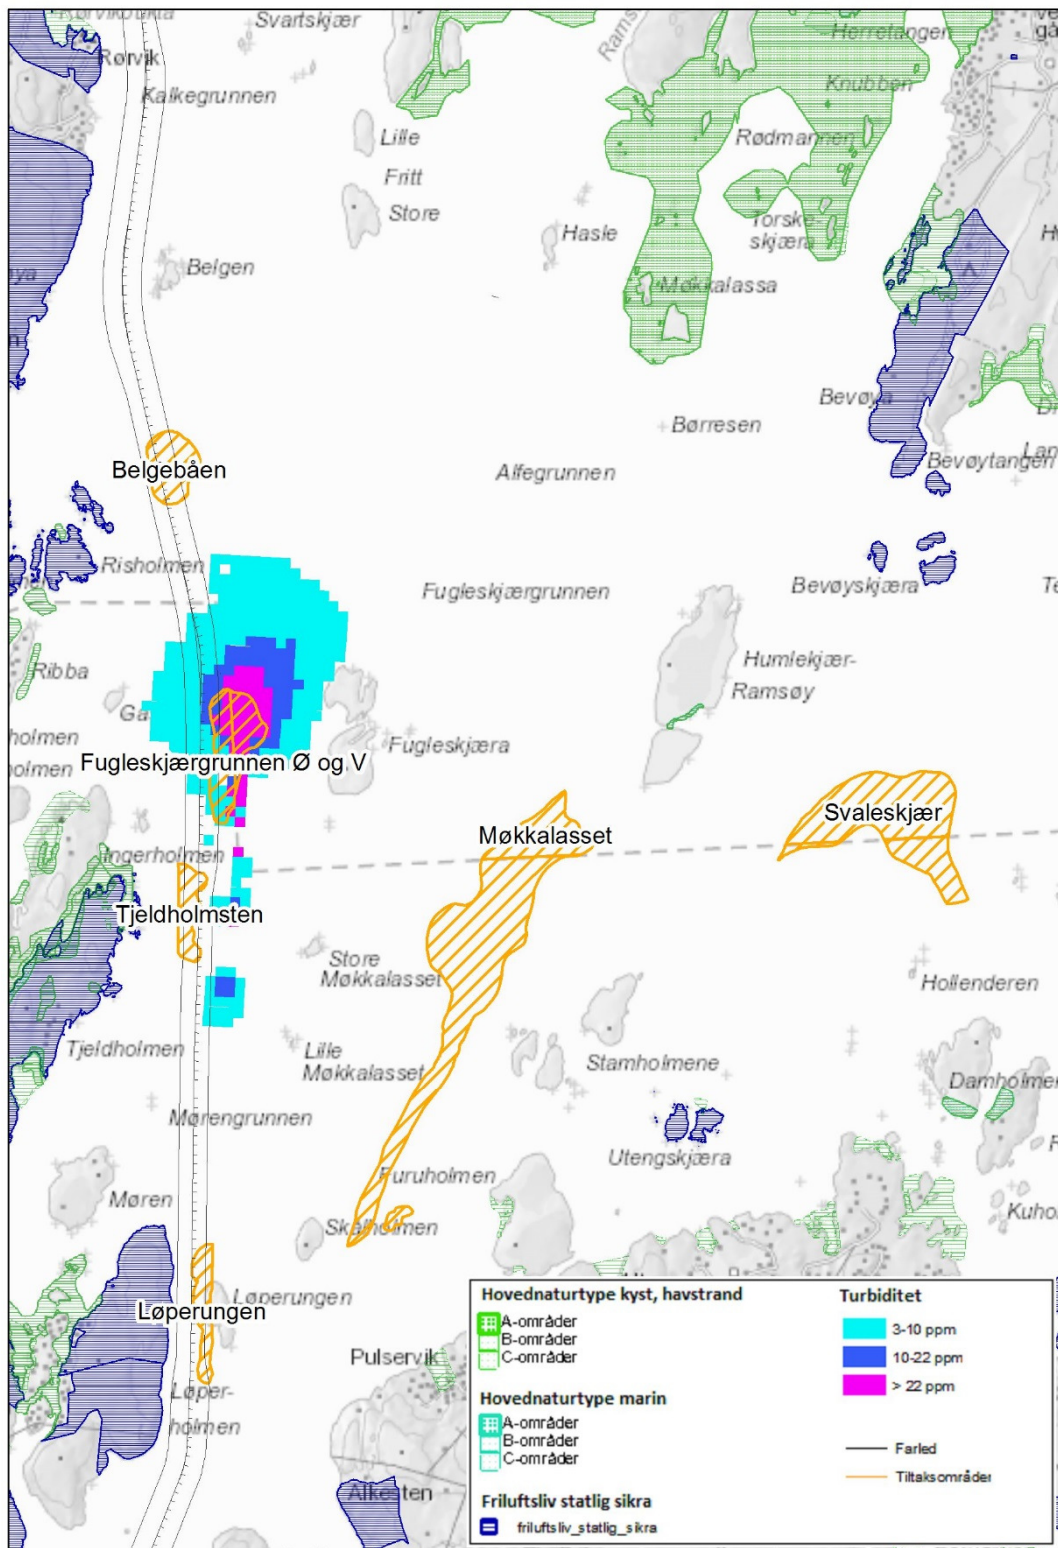 Svartskjær
Herretangen
Rørvik
Kalkegrunnen
Knubben
Lille
Rødmannen
Fritt
Store
Torske-
skjæra
Hasle
Belgen
Møkkalassa
Bevøya
Børresen
Belgebåen
Alfegrunnen
Bevøytangen
Risholmen
Fugleskjærgrunnen
Bevøyskjæra
Ribba
Humlekjær-
Ramsøy
holmen
Fugleskjæra
Fugleskjærgrunnen Ø og V
holmen
Svaleskjær
Møkkalasset
Ingerholmen
Tjeldholmsten
Store
Møkkalasset
Hollenderen
Tjeldholmen
Lille
Møkkalasset
Stamholmene
Damholmen
Mørengrunnen
Utengskjæra
Furuholmen
Møren
Skalholmen
Løperungen
Løperungen
Pulservik
Løper-
holmen
Alkesten
Hovednaturtype kyst, havstrand
A-områder
B-områder
C-områder
Hovednaturtype marin
A-områder
B-områder
C-områder
Friluftsliv statlig sikra
friluftsliv_statlig_sikra
Turbiditet
3-10 ppm
10-22 ppm
> 22 ppm
Farled
Tiltaksområder